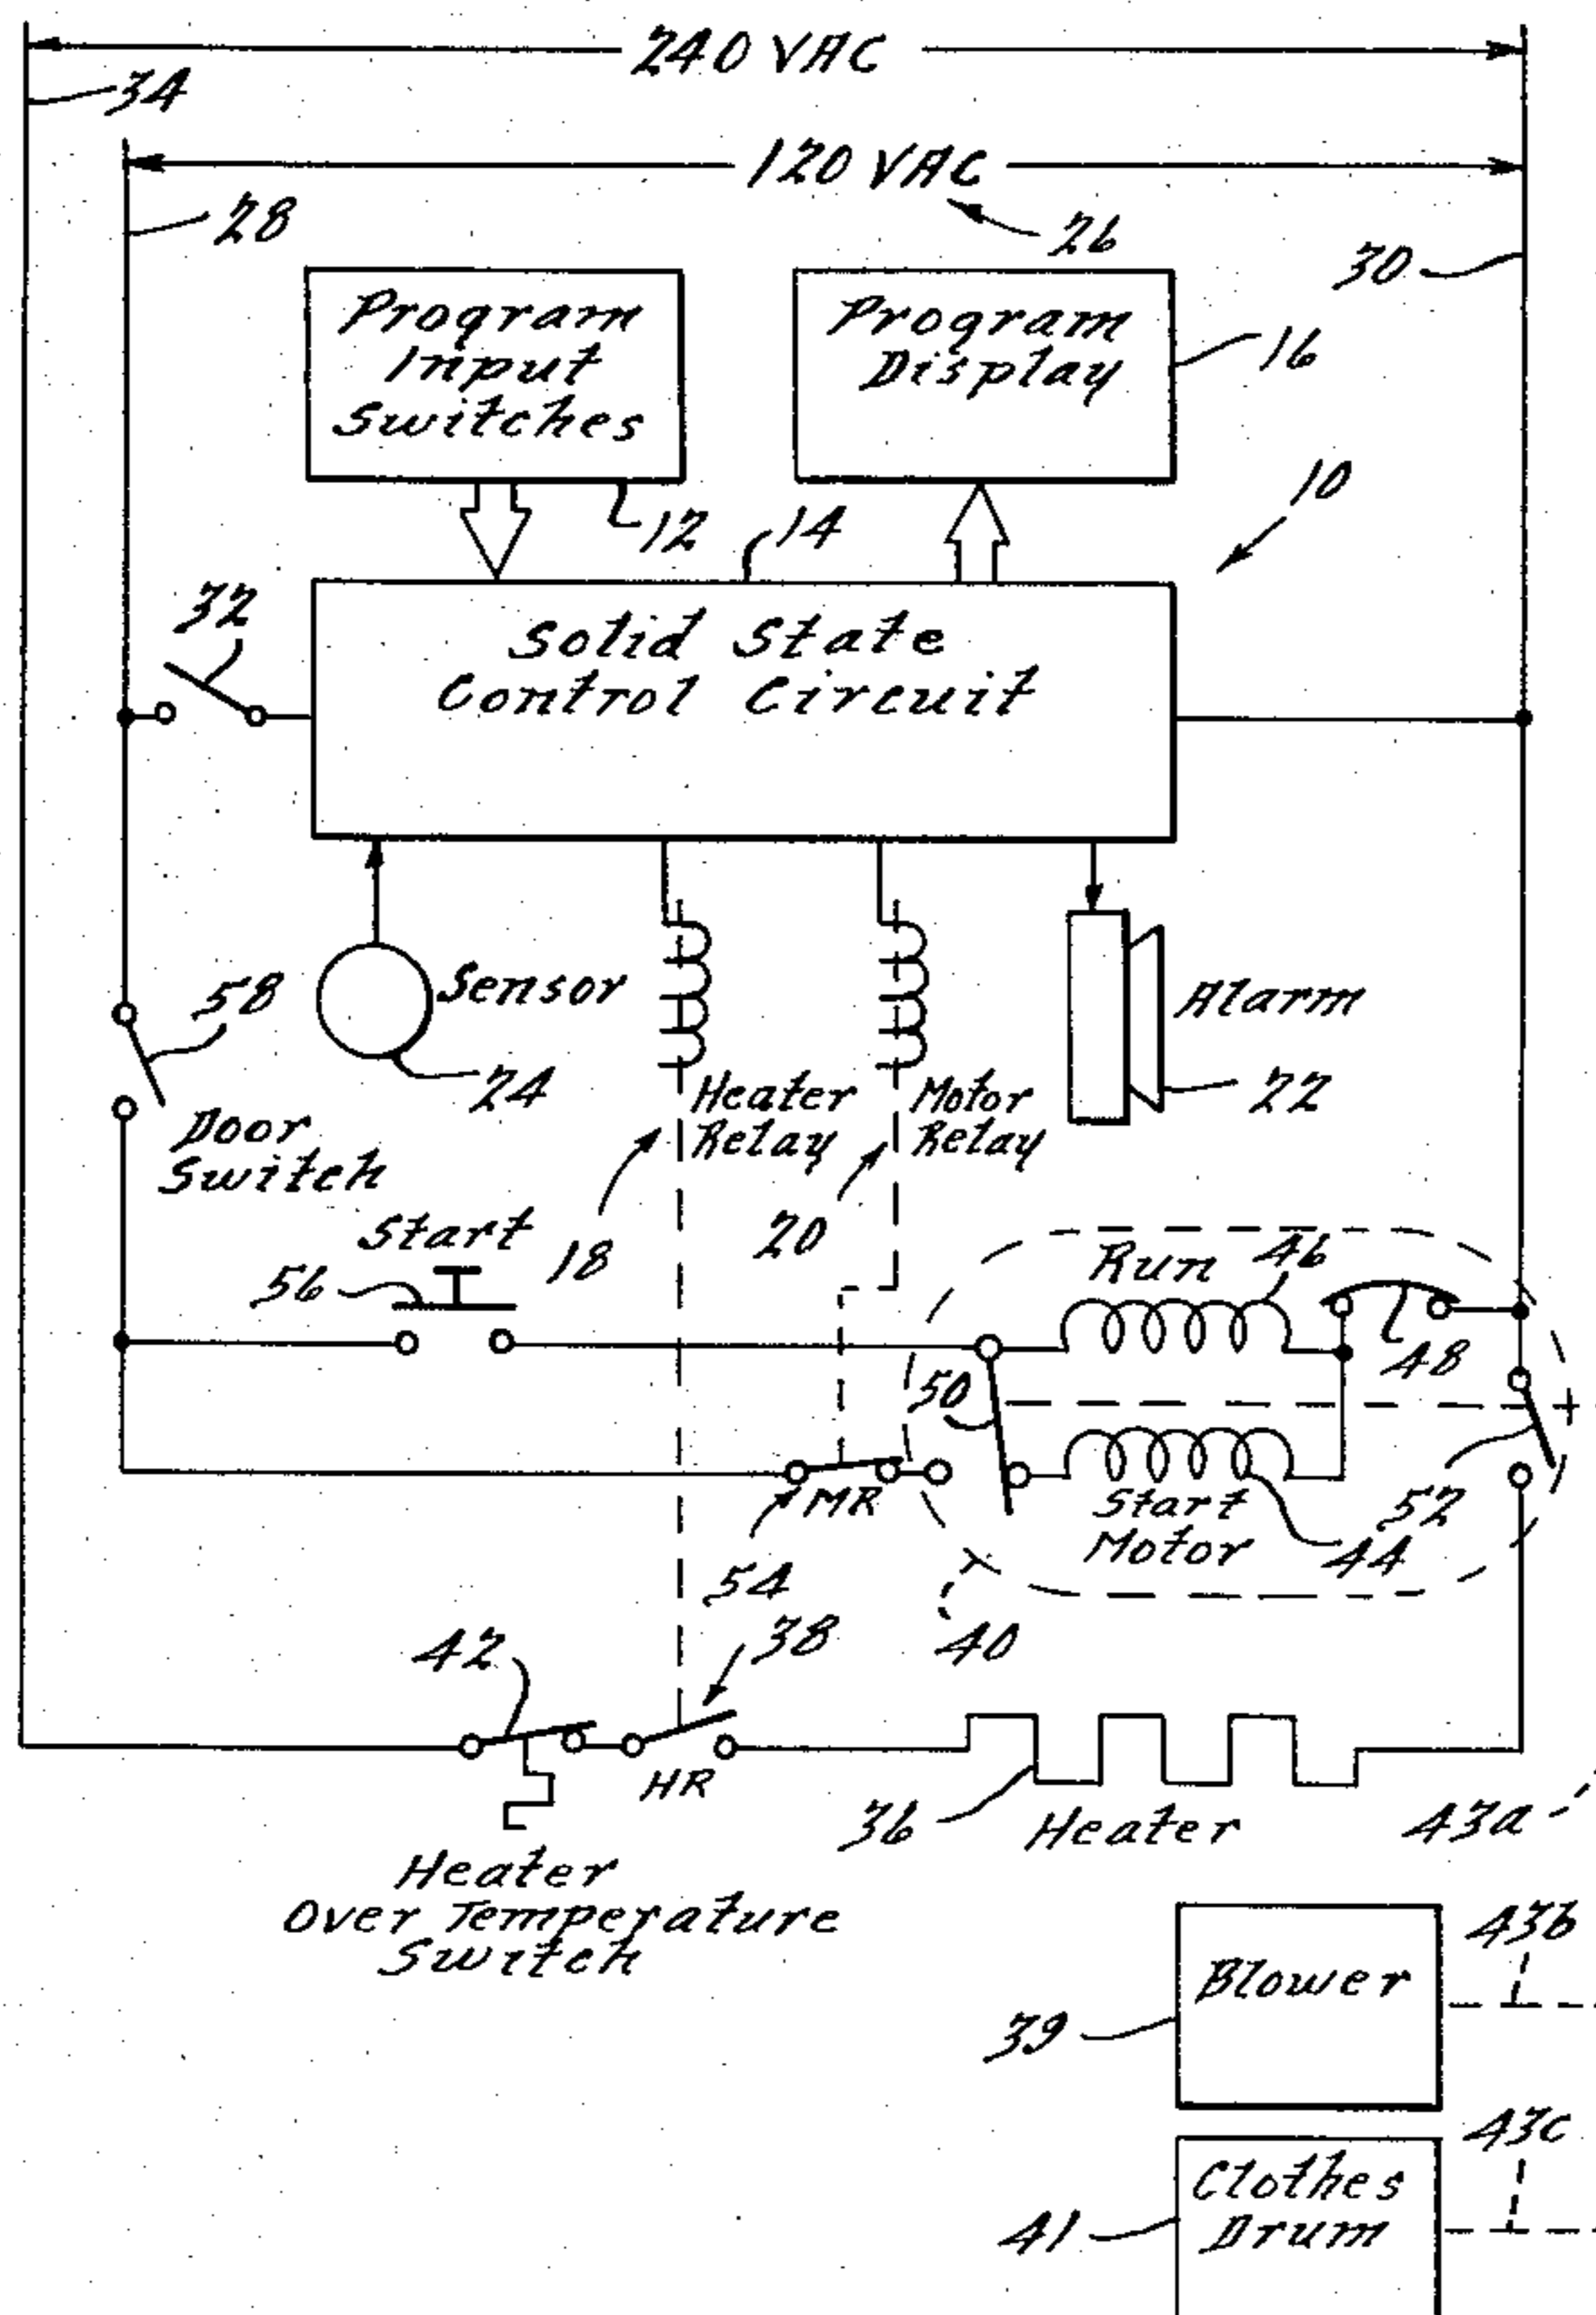 240 VAC
34
120 VAC
28
26
30
Program
Input
Switches
Program
Display
16
10
12
14
32
Solid State
Control Circuit
58
Sensor
Alarm
24
Heater
Relay
Motor
Relay
22
Door
Switch
18
20
Start
56
Run
46
48
50
MR
Start
Motor
52
44
54
40
42
38
HR
36
Heater
43a
Heater
Over Temperature
Switch
Blower
43b
39
43c
Clothes
Drum
41